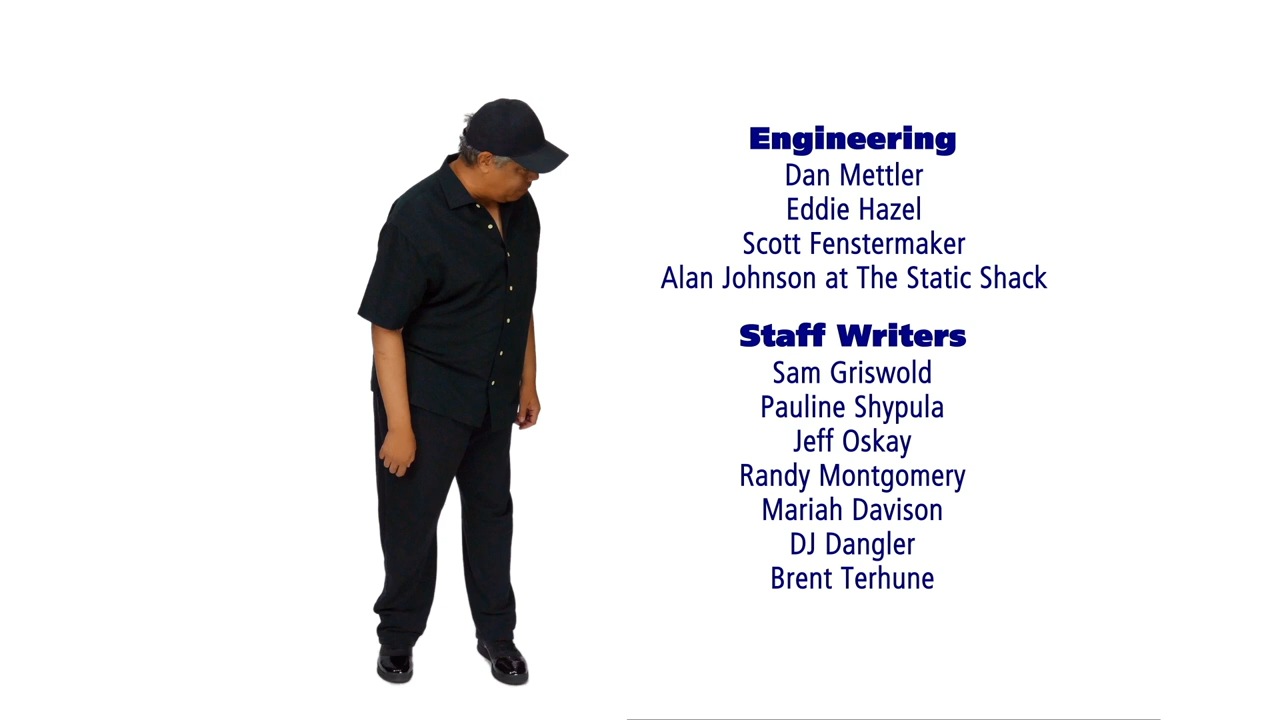 Engineering
Dan Mettler
Eddie Hazel
Scott Fenstermaker
Alan Johnson at The Static Shack
Staff Writers
Sam Griswold
Pauline Shypula
Jeff Oskay
Randy Montgomery
Mariah Davison
DJ Dangler
Brent Terhune